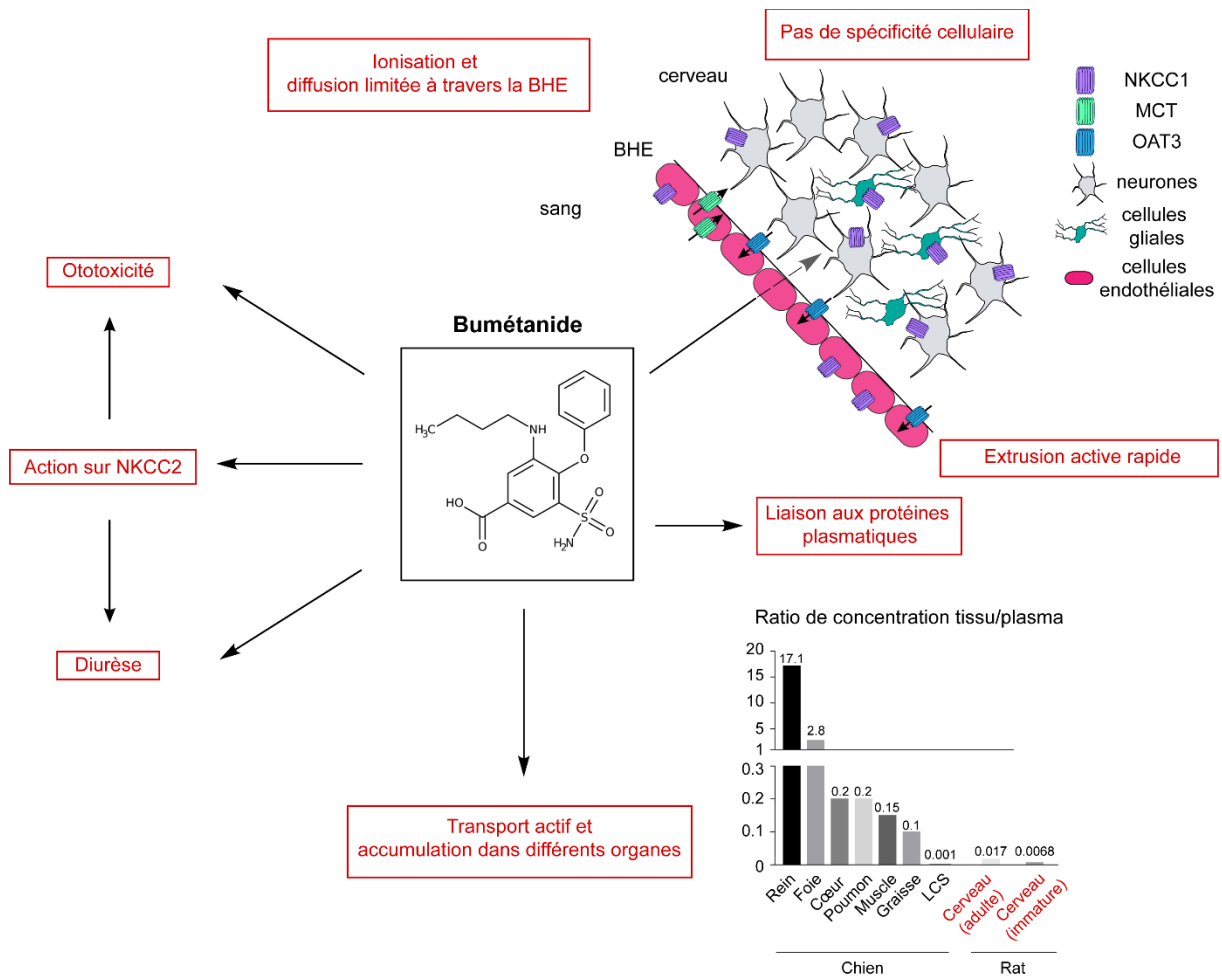 Pas de spécificité cellulaire
Ionisation et
diffusion limitée à travers la BHE
cerveau
BHE
sang
NKCC1
MCT
OAT3
neurones
cellules
gliales
cellules
endothéliales
Ototoxicité
Action sur NKCC2
Diurèse
Bumétanide
H₃C
NH
O
HO
O
S
O
O
H₂N
Extrusion active rapide
Liaison aux protéines
plasmatiques
Transport actif et
accumulation dans différents organes
Ratio de concentration tissu/plasma
20
15
10
5
1
0.3
0.2
0.1
0
17.1
2.8
0.2
0.2
0.15
0.1
0.001
0.017
0.0068
Rein
Foie
Cœur
Poumon
Muscle
Graisse
LCS
Cerveau
(adulte)
Cerveau
(immature)
Chien
Rat